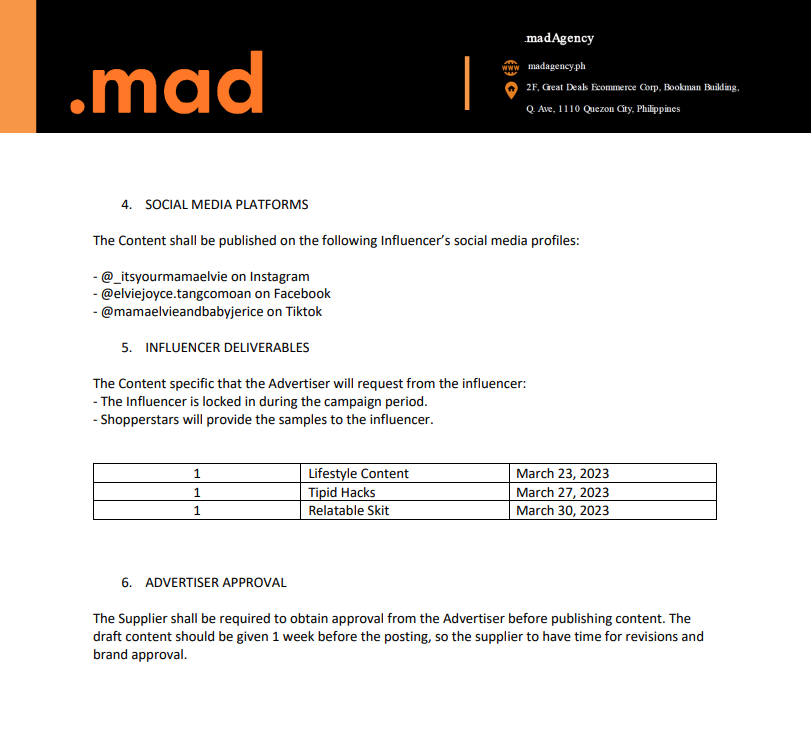 .mad
.madAgency
www
madagency.ph
2F, Great Deals Ecommerce Corp, Bookman Building,
Q. Ave, 1110 Quezon City, Philippines
4. SOCIAL MEDIA PLATFORMS
The Content shall be published on the following Influencer’s social media profiles:
- @_itsyourmamaelvie on Instagram
- @elviejoyce.tangcomoan on Facebook
- @mamaelvieandbabyjerice on Tiktok
5. INFLUENCER DELIVERABLES
The Content specific that the Advertiser will request from the influencer:
- The Influencer is locked in during the campaign period.
- Shopperstars will provide the samples to the influencer.
1 Lifestyle Content March 23, 2023
1 Tipid Hacks March 27, 2023
1 Relatable Skit March 30, 2023
6. ADVERTISER APPROVAL
The Supplier shall be required to obtain approval from the Advertiser before publishing content. The
draft content should be given 1 week before the posting, so the supplier to have time for revisions and
brand approval.